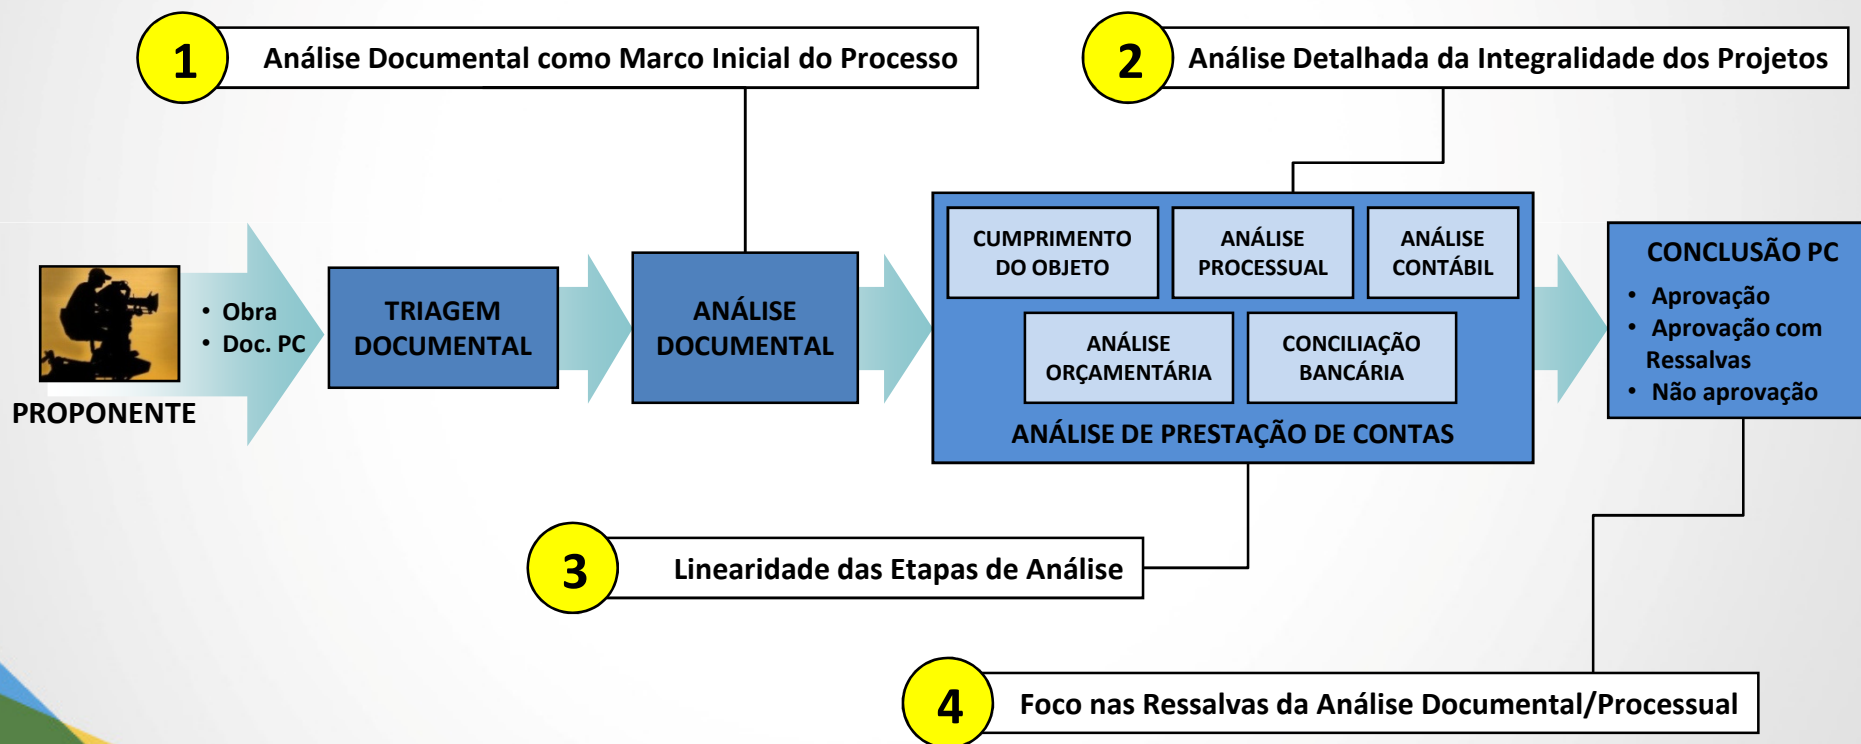 1
Análise Documental como Marco Inicial do Processo
2
Análise Detalhada da Integralidade dos Projetos
PROPONENTE
• Obra
• Doc. PC
TRIAGEM
DOCUMENTAL
ANÁLISE
DOCUMENTAL
CUMPRIMENTO
DO OBJETO
ANÁLISE
PROCESSUAL
ANÁLISE
CONTÁBIL
ANÁLISE
ORÇAMENTÁRIA
CONCILIAÇÃO
BANCÁRIA
ANÁLISE DE PRESTAÇÃO DE CONTAS
CONCLUSÃO PC
• Aprovação
• Aprovação com
Ressalvas
• Não aprovação
3
Linearidade das Etapas de Análise
4
Foco nas Ressalvas da Análise Documental/Processual